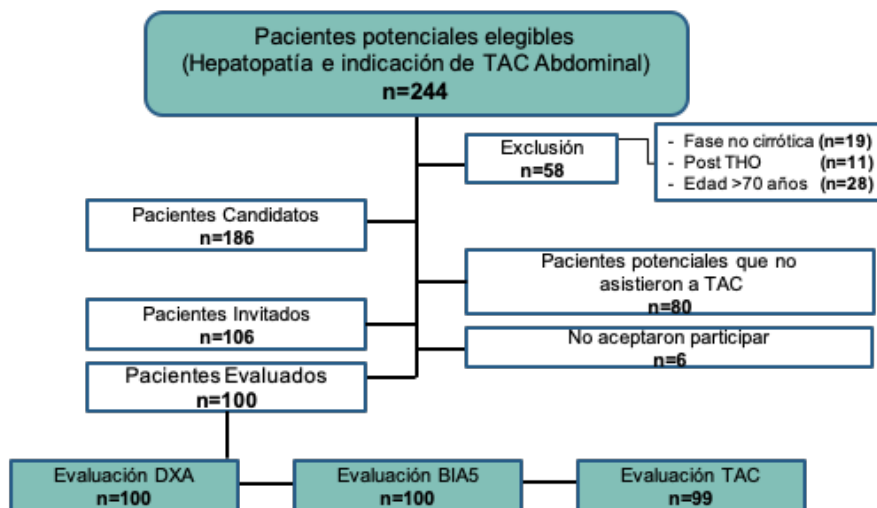 Pacientes potenciales elegibles
(Hepatopatía e indicación de TAC Abdominal)
n=244
Exclusión
n=58
- Fase no cirrótica (n=19)
- Post THO (n=11)
- Edad >70 años (n=28)
Pacientes Candidatos
n=186
Pacientes potenciales que no
asistieron a TAC
n=80
Pacientes Invitados
n=106
No aceptaron participar
n=6
Pacientes Evaluados
n=100
Evaluación DXA
n=100
Evaluación BIA5
n=100
Evaluación TAC
n=99